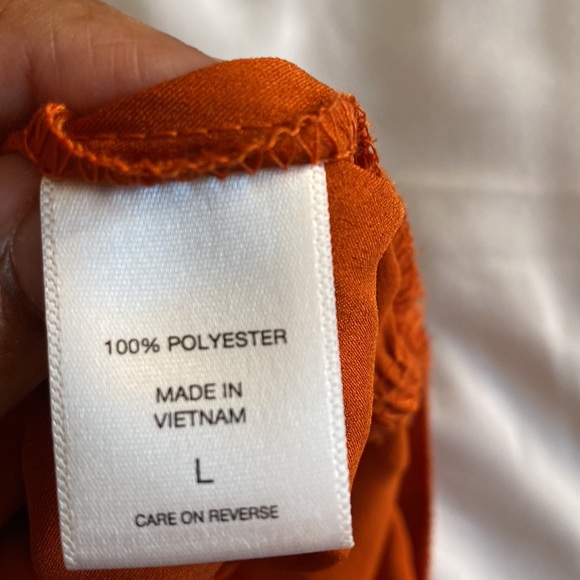 100% POLYESTER
MADE IN
VIETNAM
L
CARE ON REVERSE